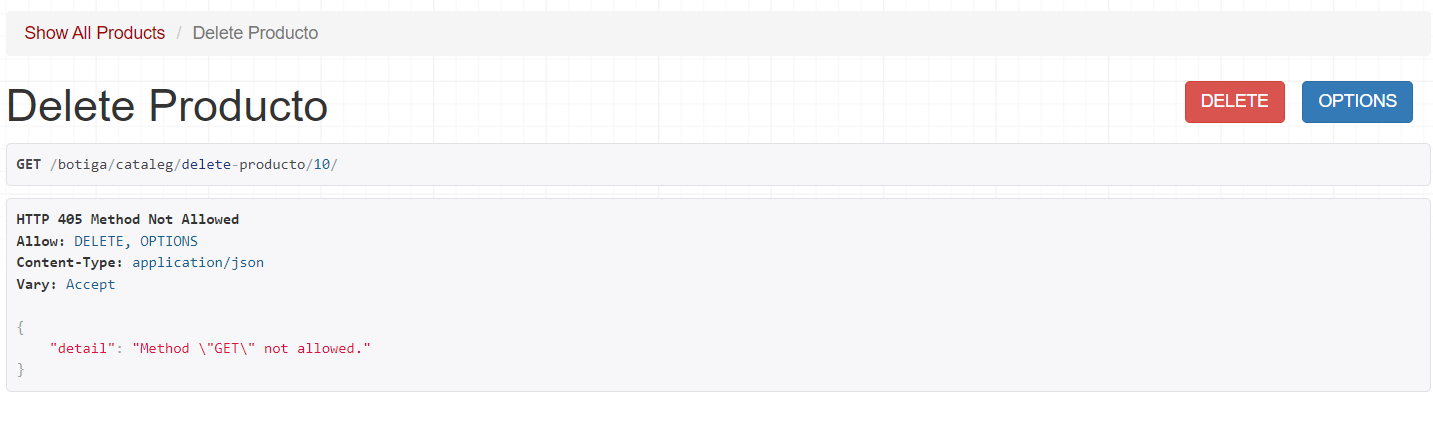 Show All Products / Delete Producto
Delete Producto
DELETE
OPTIONS
GET /botiga/cataleg/delete-producto/10/
HTTP 405 Method Not Allowed
Allow: DELETE, OPTIONS
Content-Type: application/json
Vary: Accept
{
    "detail": "Method \"GET\" not allowed."
}